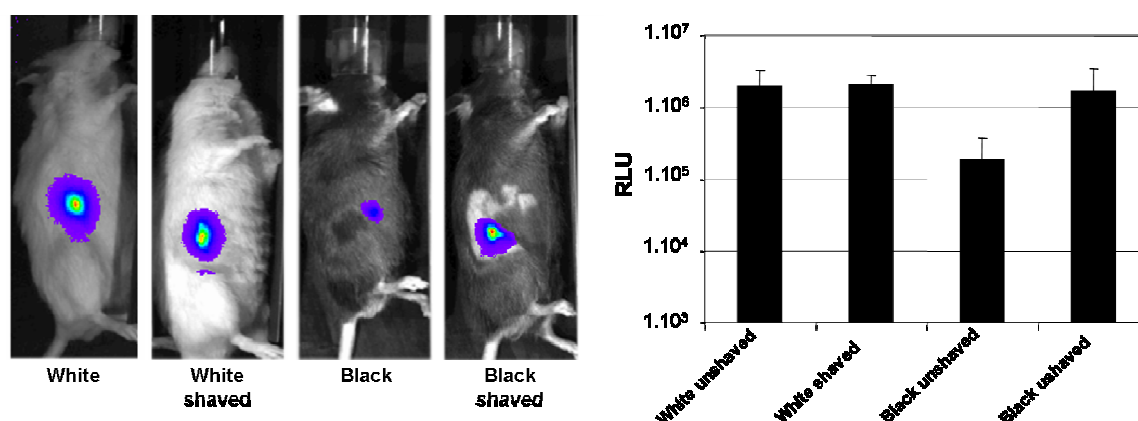 White
White
shaved
Black
Black
shaved
RLU
1.10⁷
1.10⁶
1.10⁵
1.10⁴
1.10³
White unshaved
White shaved
Black unshaved
Black ushaved